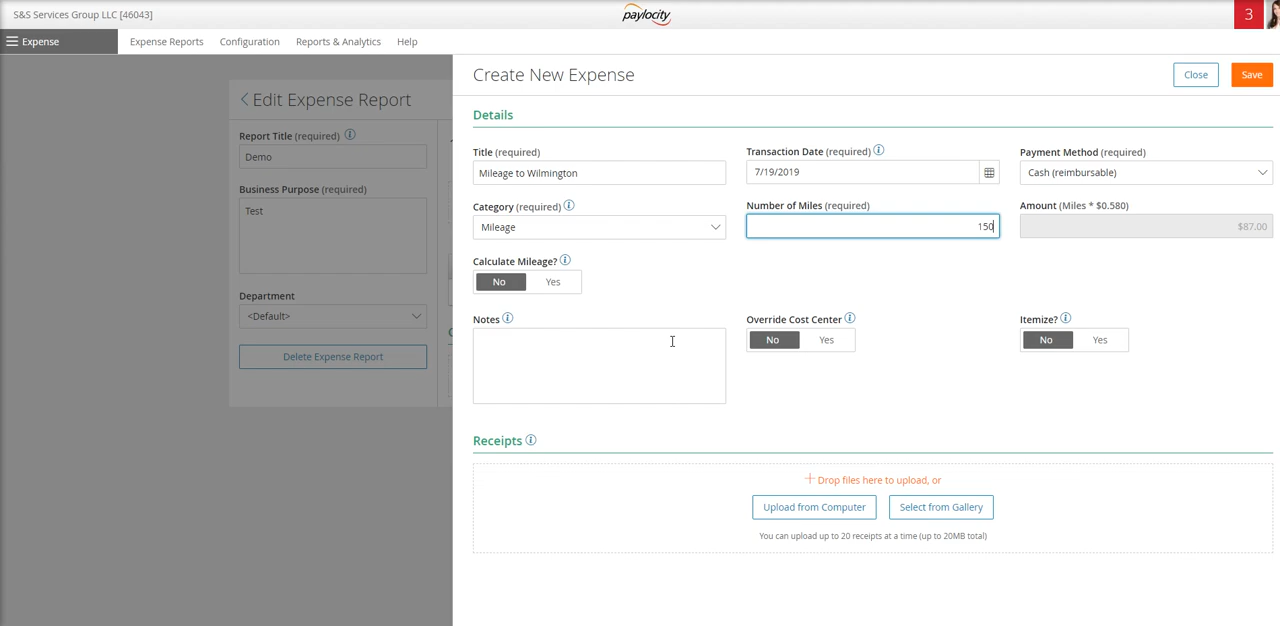 S&S Services Group LLC [46043]
paylocity
3
Expense
Expense Reports
Configuration
Reports & Analytics
Help
Edit Expense Report
Report Title (required)
Demo
Business Purpose (required)
Test
Department
<Default>
Delete Expense Report
Create New Expense
Close
Save
Details
Title (required)
Transaction Date (required)
Payment Method (required)
Mileage to Wilmington
7/19/2019
Cash (reimbursable)
Category (required)
Number of Miles (required)
Amount (Miles * $0.580)
Mileage
150
$87.00
Calculate Mileage?
No Yes
Notes
Override Cost Center
Itemize?
No Yes
No Yes
Receipts
+ Drop files here to upload, or
Upload from Computer
Select from Gallery
You can upload up to 20 receipts at a time (up to 20MB total)